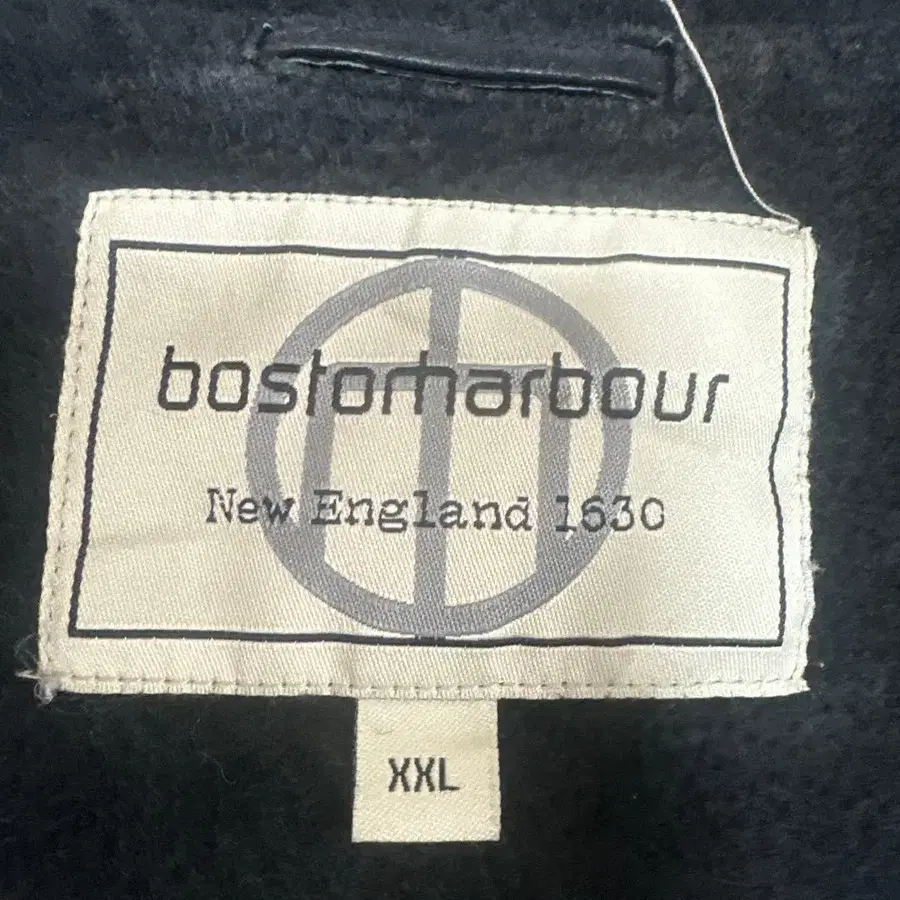 bostonharbour
New England 1630
XXL